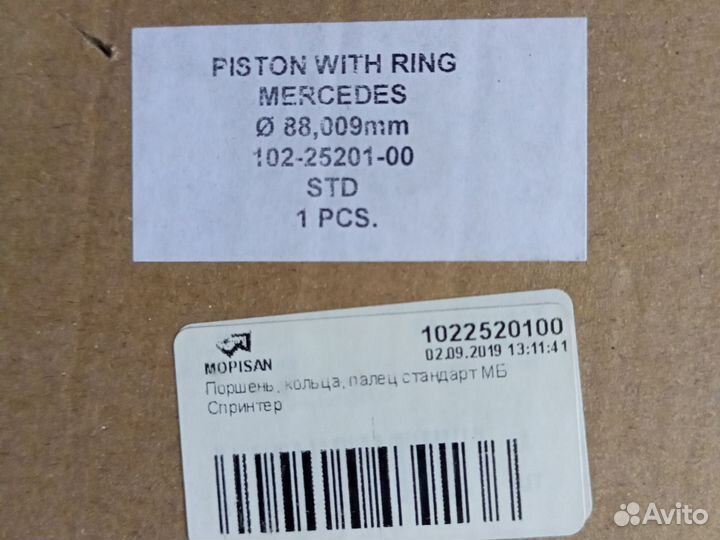 PISTON WITH RING
MERCEDES
Ø 88,009mm
102-25201-00
STD
1 PCS.
MOPISAN
1022520100
02.09.2019 13:11:41
Поршень, кольца, палец стандарт МБ
Спринтер
Avito